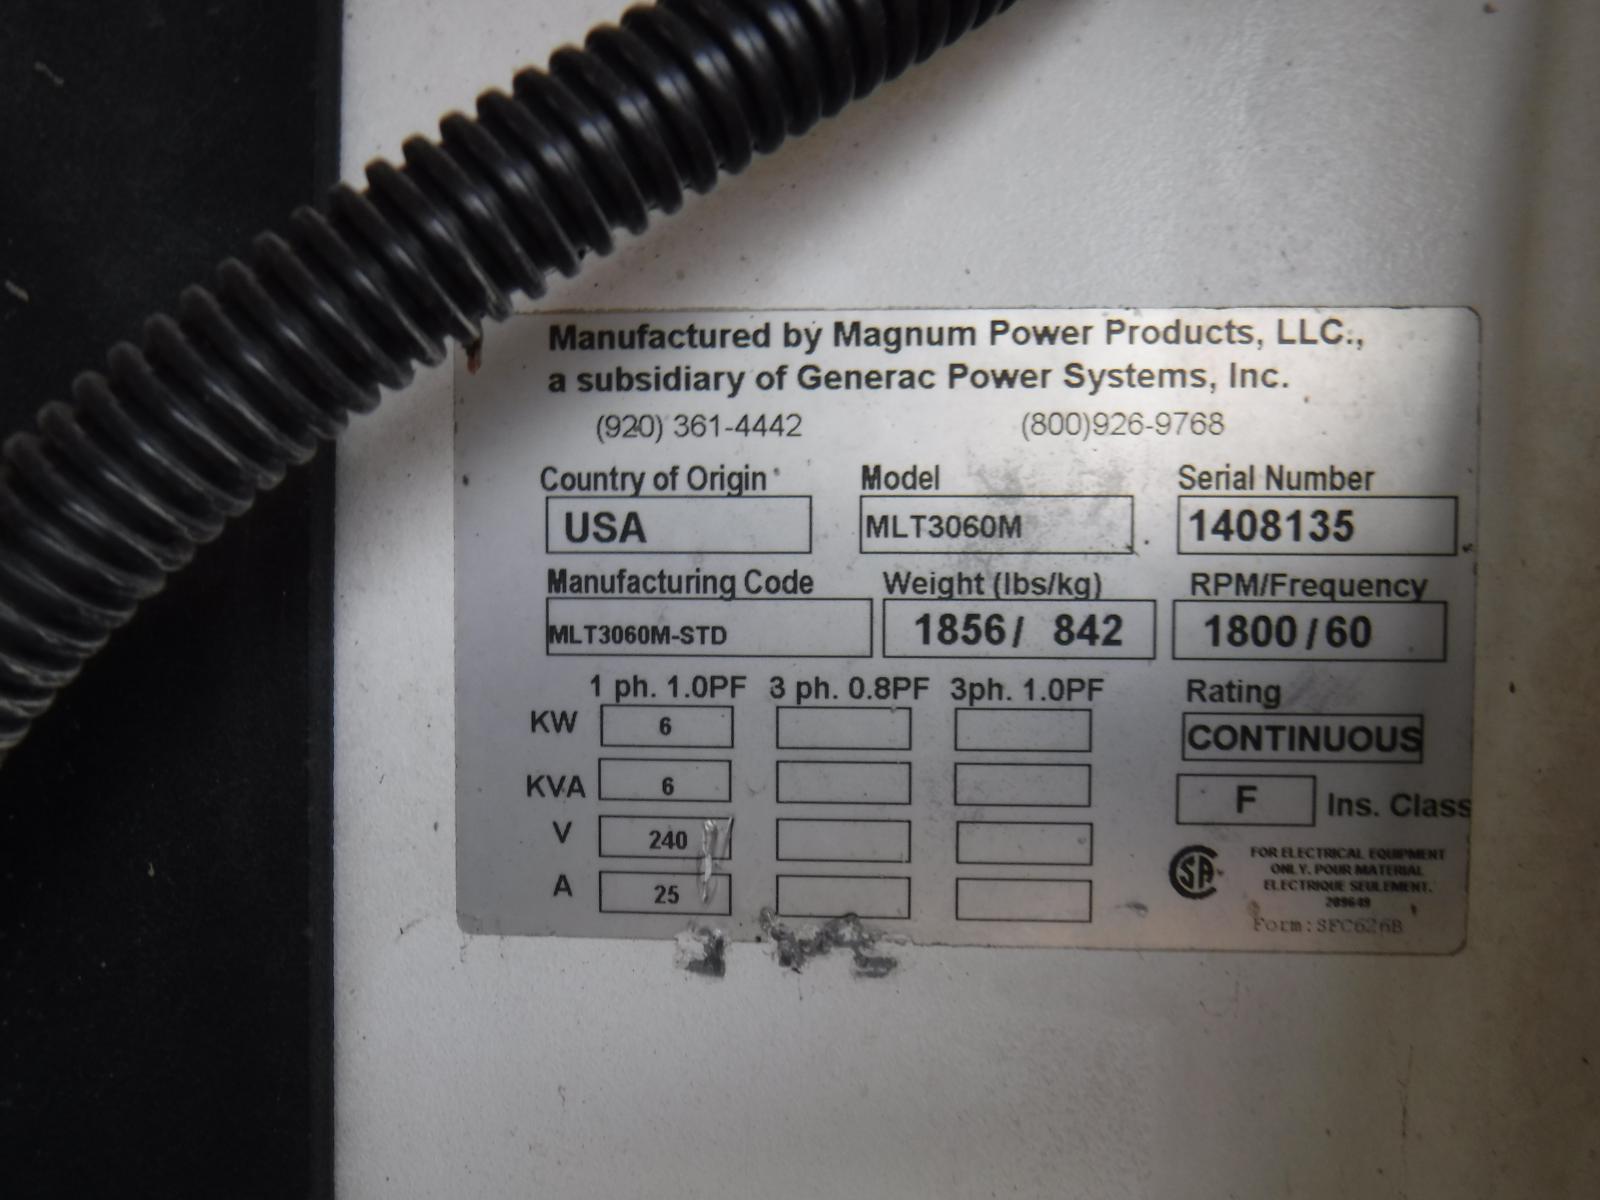 Manufactured by Magnum Power Products, LLC.,
a subsidiary of Generac Power Systems, Inc.
(920) 361-4442 (800)926-9768
Country of Origin Model Serial Number
USA MLT3060M 1408135
Manufacturing Code Weight (lbs/kg) RPM/Frequency
MLT3060M-STD 1856/ 842 1800/60
1 ph. 1.0PF 3 ph. 0.8PF 3ph. 1.0PF Rating
KW 6 CONTINUOUS
KVA 6 F Ins. Class
V 240
A 25
SA
FOR ELECTRICAL EQUIPMENT
ONLY. POUR MATERIAL
ELECTRIQUE SEULEMENT.
209649
Form:SFC626B